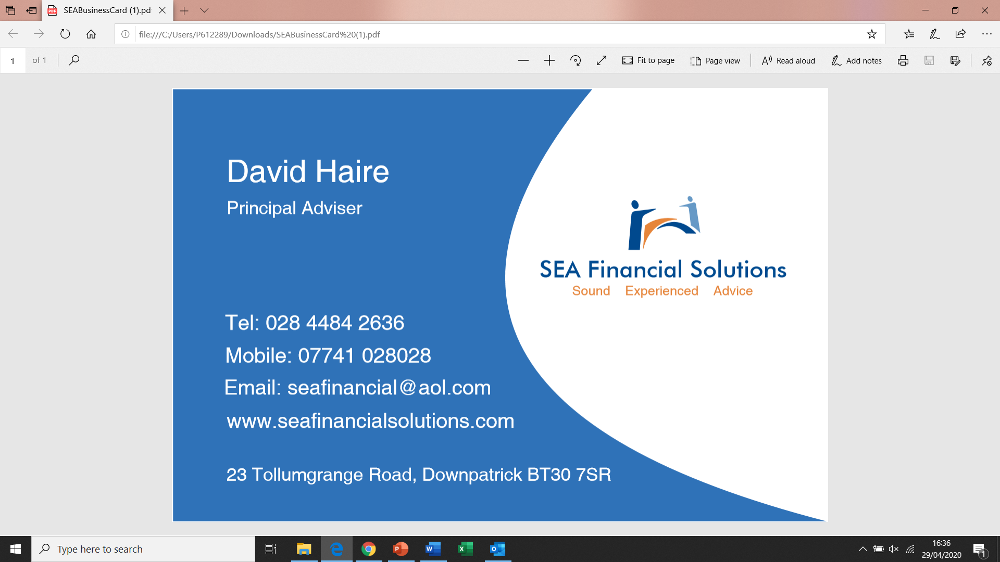 SEABusinessCard (1).pd
file:///C:/Users/P612289/Downloads/SEABusinessCard%20(1).pdf
1 of 1
Fit to page
Page view
Read aloud
Add notes
David Haire
Principal Adviser
SEA Financial Solutions
Sound Experienced Advice
Tel: 028 4484 2636
Mobile: 07741 028028
Email: seafinancial@aol.com
www.seafinancialsolutions.com
23 Tollumgrange Road, Downpatrick BT30 7SR
Type here to search
16:36
29/04/2020
1